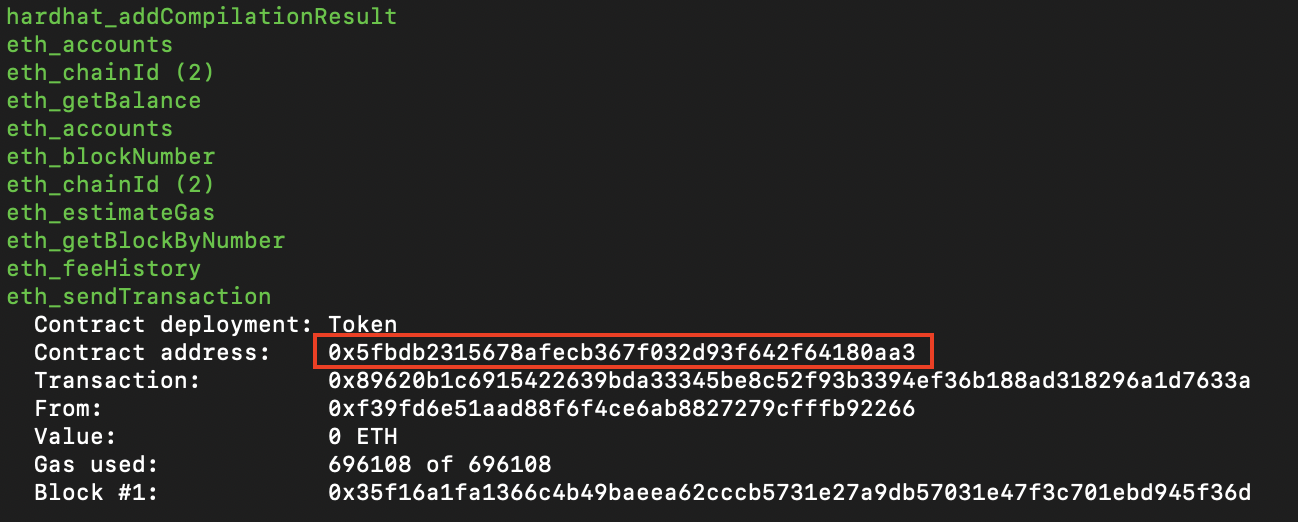 hardhat_addCompilationResult
eth_accounts
eth_chainId (2)
eth_getBalance
eth_accounts
eth_blockNumber
eth_chainId (2)
eth_estimateGas
eth_getBlockByNumber
eth_feeHistory
eth_sendTransaction
Contract deployment: Token
Contract address: 0x5fbdb2315678afecb367f032d93f642f64180aa3
Transaction: 0x89620b1c6915422639bda33345be8c52f93b3394ef36b188ad318296a1d7633a
From: 0xf39fd6e51aad88f6f4ce6ab8827279cfffb92266
Value: 0 ETH
Gas used: 696108 of 696108
Block #1: 0x35f16a1fa1366c4b49baeea62cccb5731e27a9db57031e47f3c701ebd945f36d